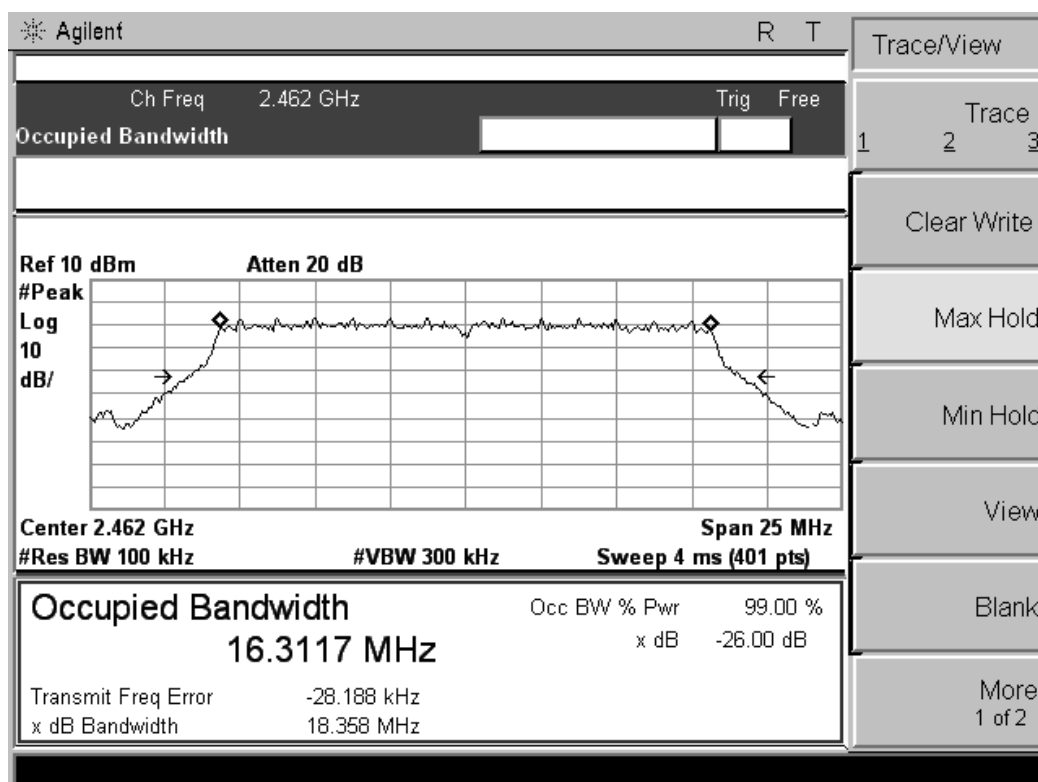 Agilent R T
Trace/View
Ch Freq 2.462 GHz Trig Free
Occupied Bandwidth
Trace
1 2 3
Clear Write
Max Hold
Min Hold
View
Blank
More
1 of 2
Ref 10 dBm Atten 20 dB
#Peak
Log
10
dB/
Center 2.462 GHz Span 25 MHz
#Res BW 100 kHz #VBW 300 kHz Sweep 4 ms (401 pts)
Occupied Bandwidth
16.3117 MHz
Occ BW % Pwr 99.00 %
x dB -26.00 dB
Transmit Freq Error -28.188 kHz
x dB Bandwidth 18.358 MHz